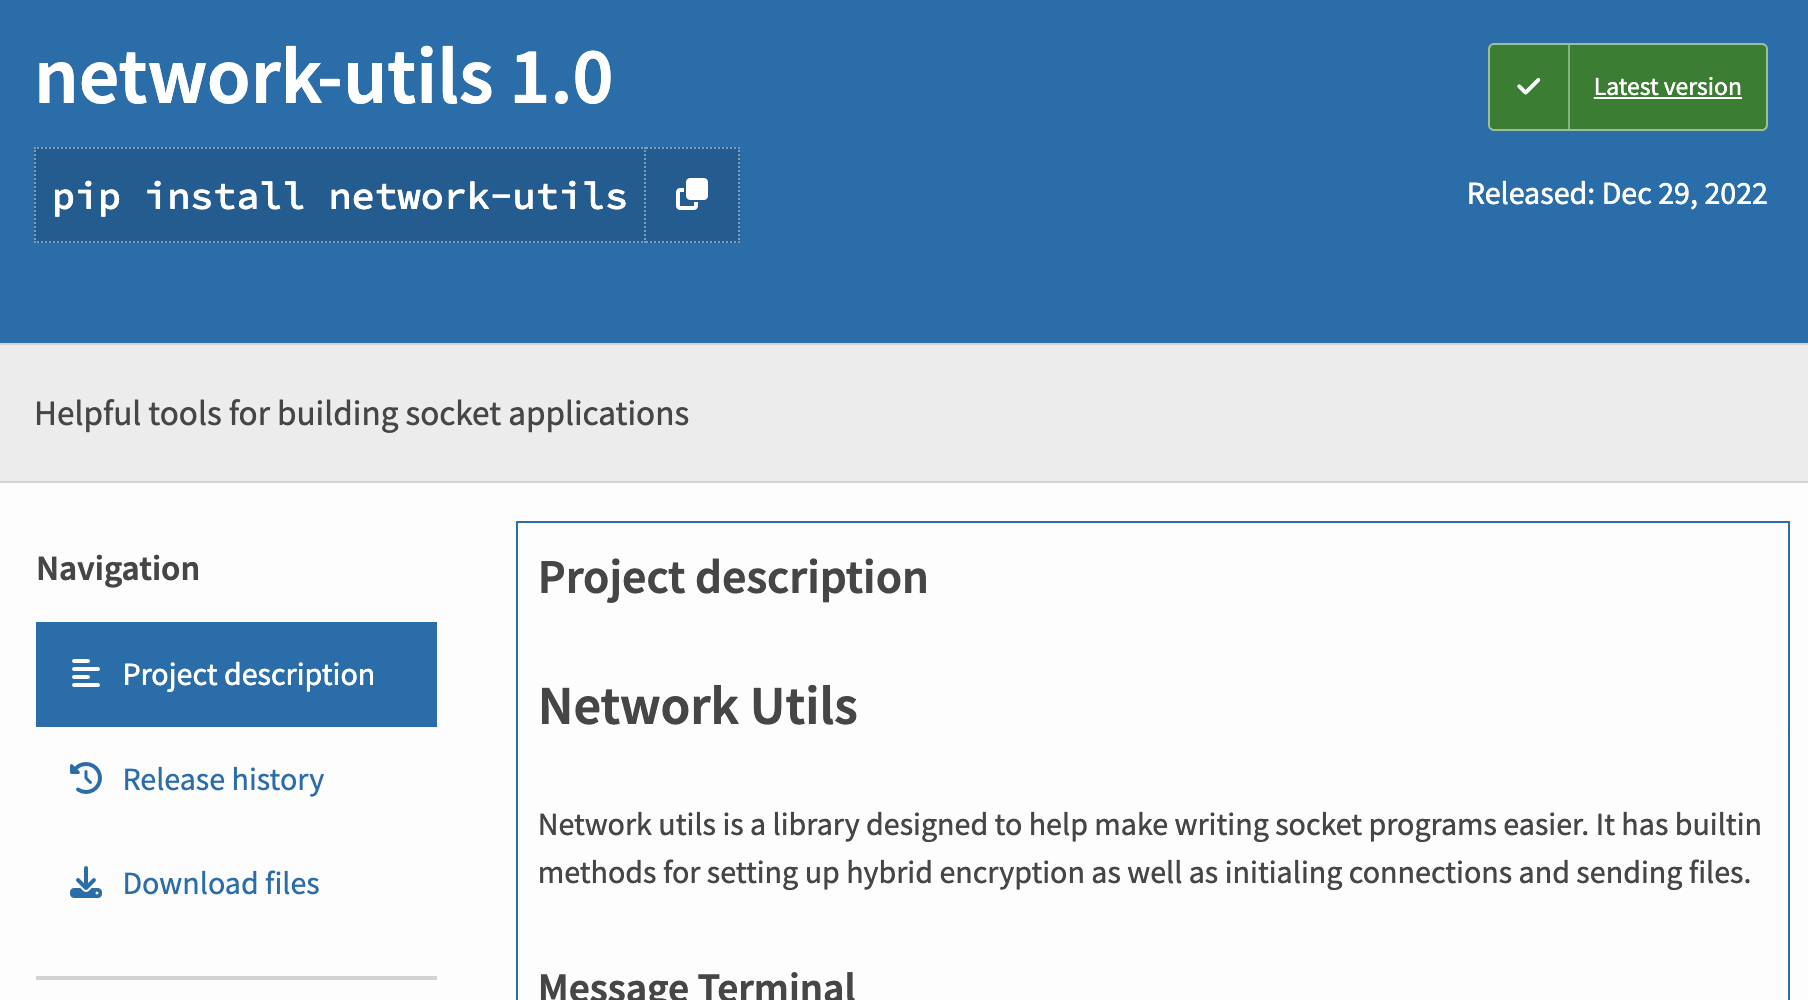 network-utils 1.0
Latest version
pip install network-utils
Released: Dec 29, 2022
Helpful tools for building socket applications
Navigation
Project description
Release history
Download files
Project description
Network Utils
Network utils is a library designed to help make writing socket programs easier. It has builtin
methods for setting up hybrid encryption as well as initialing connections and sending files.
Message Terminal